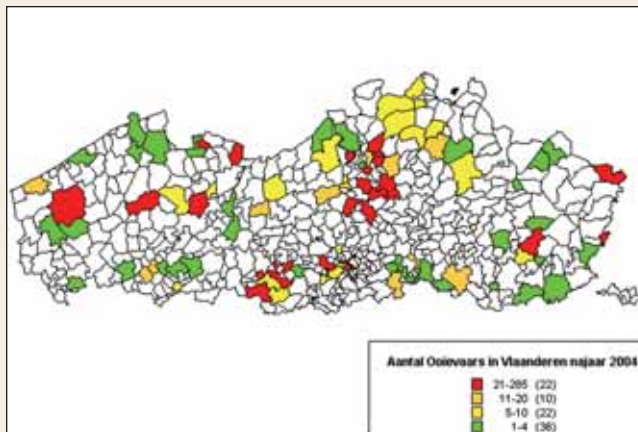 Aantal Ooievaars in Vlaanderen najaar 2004
21-285 (22)
11-20 (10)
5-10 (22)
1-4 (36)